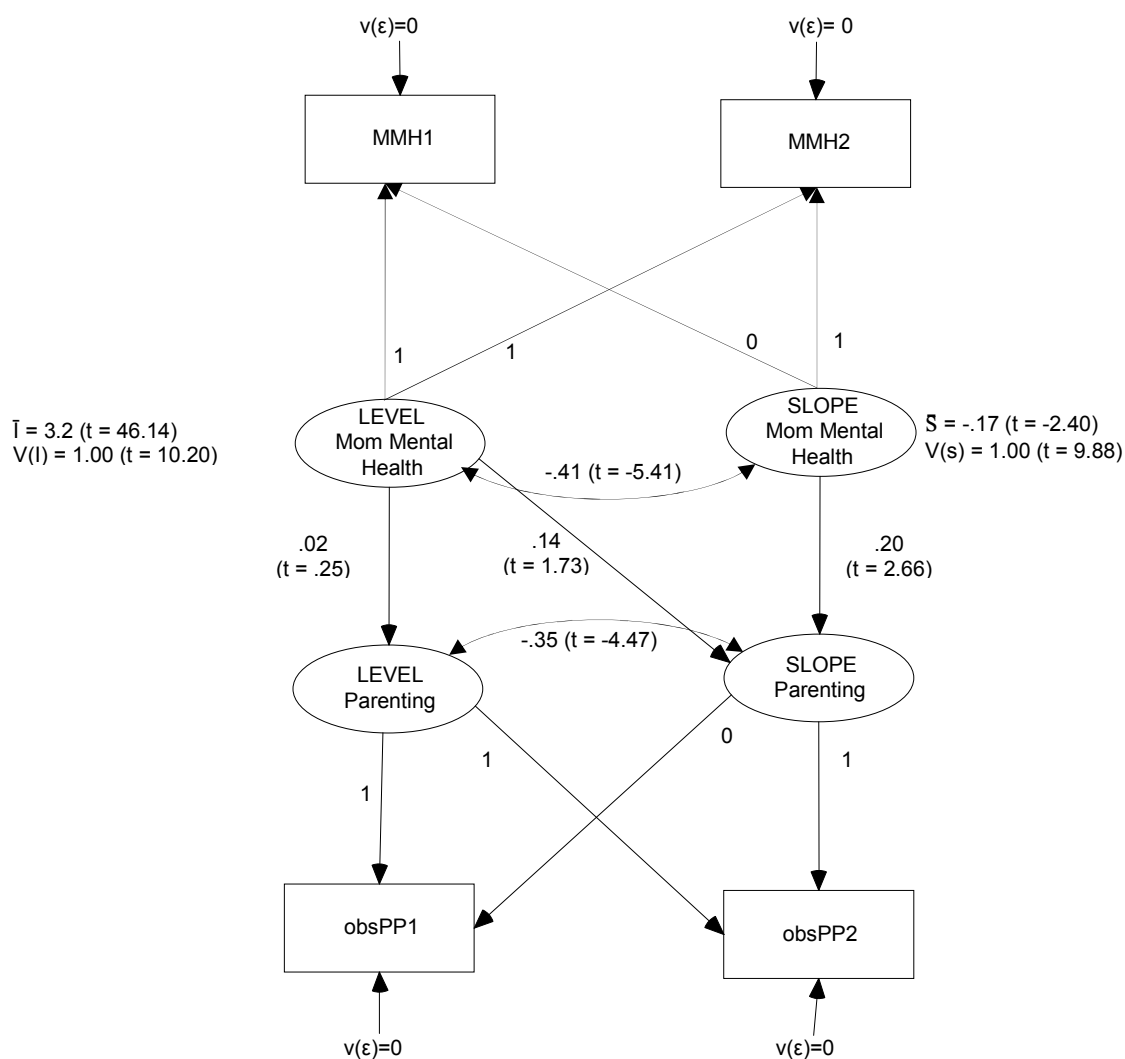 v(ε)=0
v(ε)= 0
MMH1
MMH2
1
1
0
1
Ī = 3.2 (t = 46.14)
V(I) = 1.00 (t = 10.20)
LEVEL
Mom Mental
Health
SLOPE
Mom Mental
Health
S̄ = -.17 (t = -2.40)
V(s) = 1.00 (t = 9.88)
-.41 (t = -5.41)
.02
(t = .25)
.14
(t = 1.73)
.20
(t = 2.66)
-.35 (t = -4.47)
LEVEL
Parenting
SLOPE
Parenting
1
1
0
1
obsPP1
obsPP2
v(ε)=0
v(ε)=0